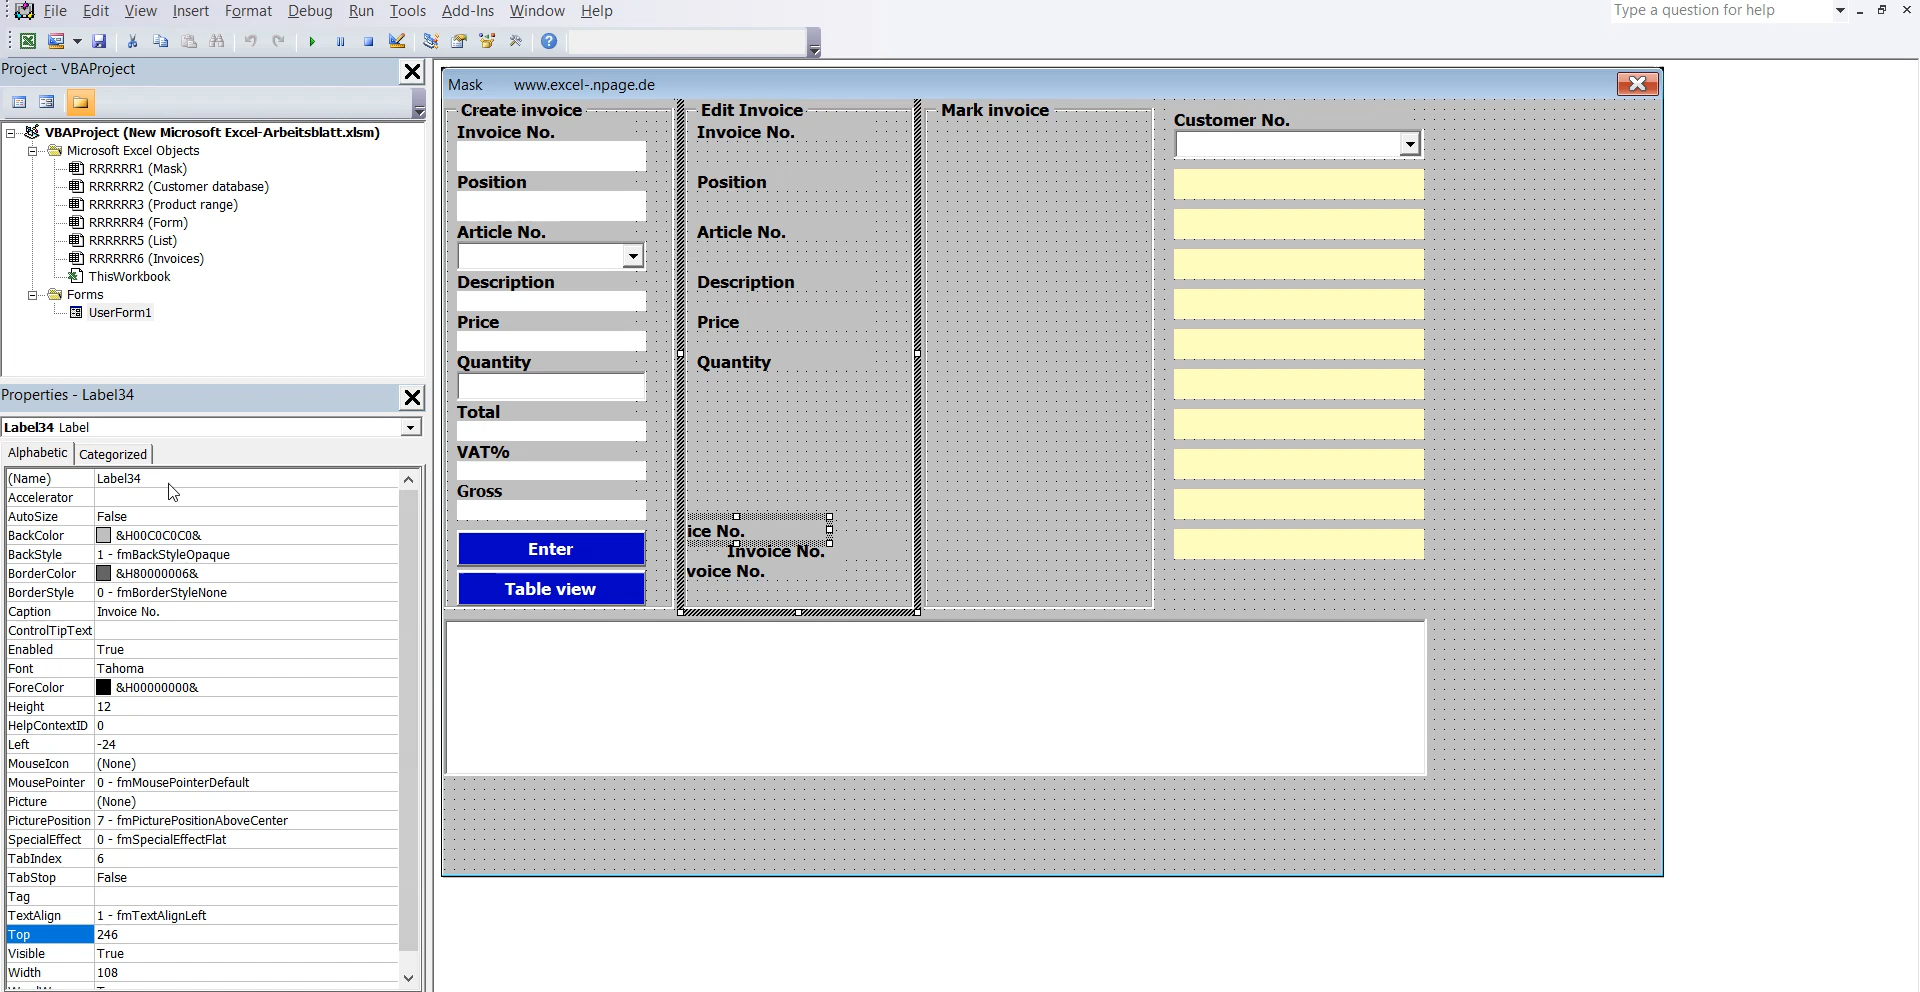 File Edit View Insert Format Debug Run Tools Add-Ins Window Help
Type a question for help
Project - VBAProject
VBAProject (New Microsoft Excel-Arbeitsblatt.xlsm)
Microsoft Excel Objects
RRRRRR1 (Mask)
RRRRRR2 (Customer database)
RRRRRR3 (Product range)
RRRRRR4 (Form)
RRRRRR5 (List)
RRRRRR6 (Invoices)
ThisWorkbook
Forms
UserForm1
Properties - Label34
Label34 Label
Alphabetic Categorized
(Name) Label34
Accelerator
AutoSize False
BackColor &H00C0C0C0&
BackStyle 1 - fmBackStyleOpaque
BorderColor &H80000006&
BorderStyle 0 - fmBorderStyleNone
Caption Invoice No.
ControlTipText
Enabled True
Font Tahoma
ForeColor &H00000000&
Height 12
HelpContextID 0
Left -24
MouseIcon (None)
MousePointer 0 - fmMousePointerDefault
Picture (None)
PicturePosition 7 - fmPicturePositionAboveCenter
SpecialEffect 0 - fmSpecialEffectFlat
TabIndex 6
TabStop False
Tag
TextAlign 1 - fmTextAlignLeft
Top 246
Visible True
Width 108
Mask www.excel-.npage.de
Create invoice
Invoice No.
Position
Article No.
Description
Price
Quantity
Total
VAT%
Gross
Enter
Table view
Edit Invoice
Invoice No.
Position
Article No.
Description
Price
Quantity
ice No.
Invoice No.
voice No.
Mark invoice
Customer No.